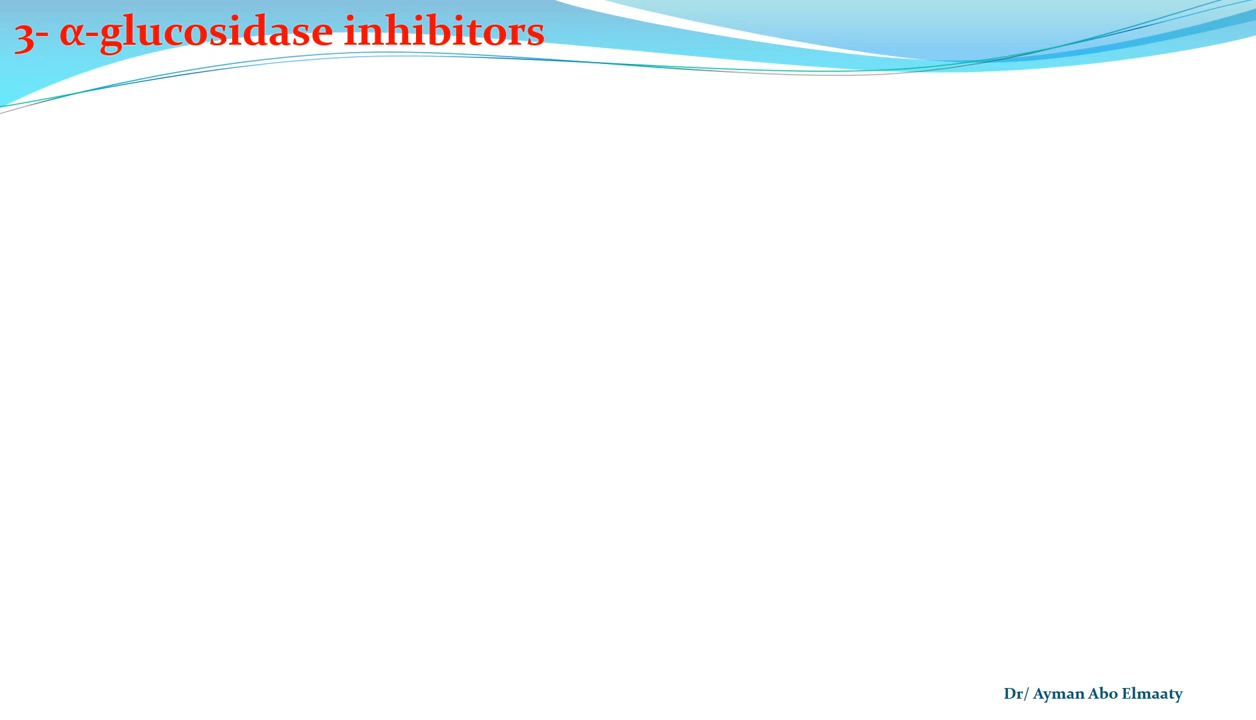 3- α-glucosidase inhibitors
Dr/ Ayman Abo Elmaaty